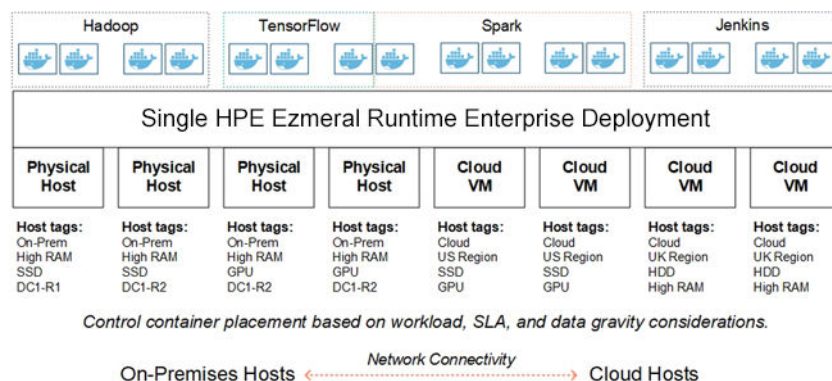 Hadoop TensorFlow Spark Jenkins
Single HPE Ezmeral Runtime Enterprise Deployment
Physical Host
Physical Host
Physical Host
Physical Host
Cloud VM
Cloud VM
Cloud VM
Cloud VM
Host tags:
On-Prem
High RAM
SSD
DC1-R1
Host tags:
On-Prem
High RAM
SSD
DC1-R2
Host tags:
On-Prem
High RAM
GPU
DC1-R2
Host tags:
On-Prem
High RAM
GPU
DC1-R2
Host tags:
Cloud
US Region
SSD
GPU
Host tags:
Cloud
US Region
SSD
GPU
Host tags:
Cloud
UK Region
HDD
High RAM
Host tags:
Cloud
UK Region
HDD
High RAM
Control container placement based on workload, SLA, and data gravity considerations.
Network Connectivity
On-Premises Hosts Cloud Hosts